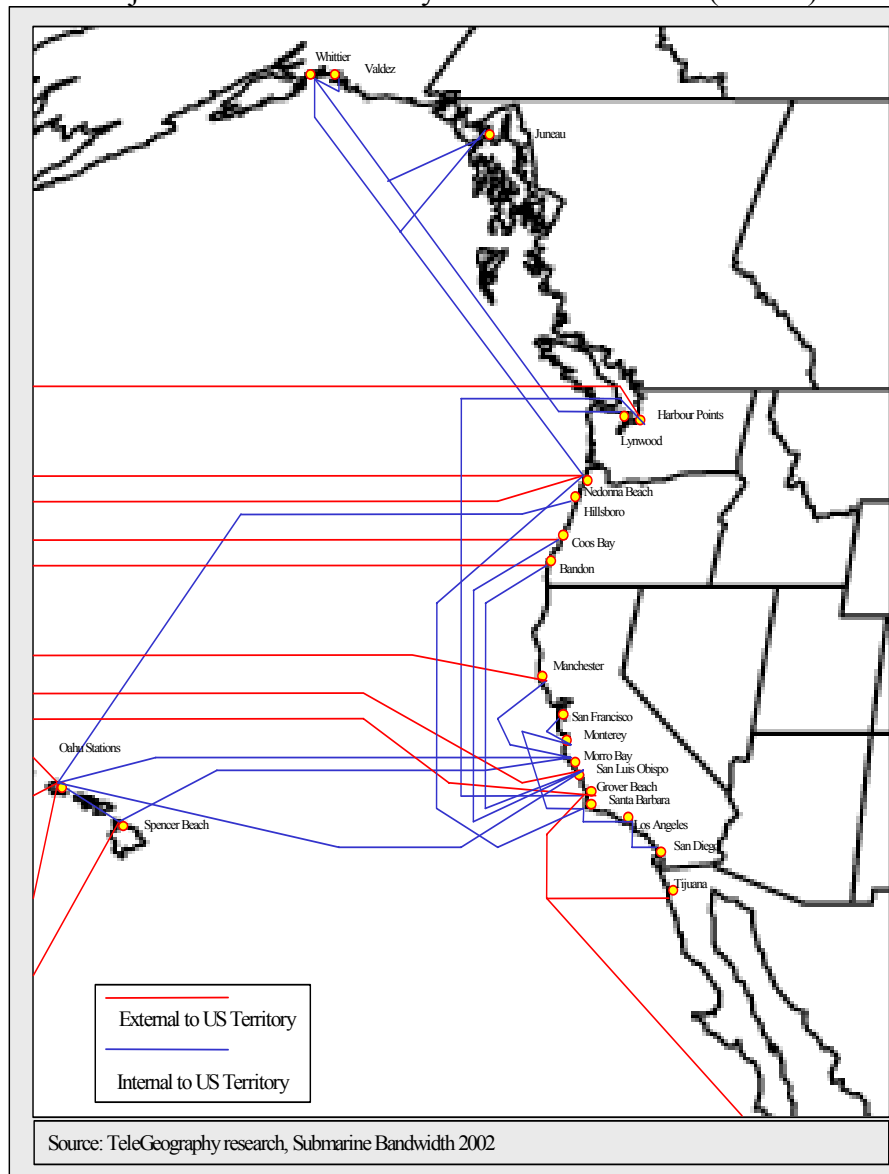 Whittier
Valdez
Juneau
Harbour Points
Lynwood
Nedonna Beach
Hillsboro
Coos Bay
Bandon
Manchester
San Francisco
Monterey
Oahu Stations
Morro Bay
San Luis Obispo
Grover Beach
Santa Barbara
Los Angeles
Spencer Beach
San Diego
Tijuana
External to US Territory
Internal to US Territory
Source: TeleGeography research, Submarine Bandwidth 2002